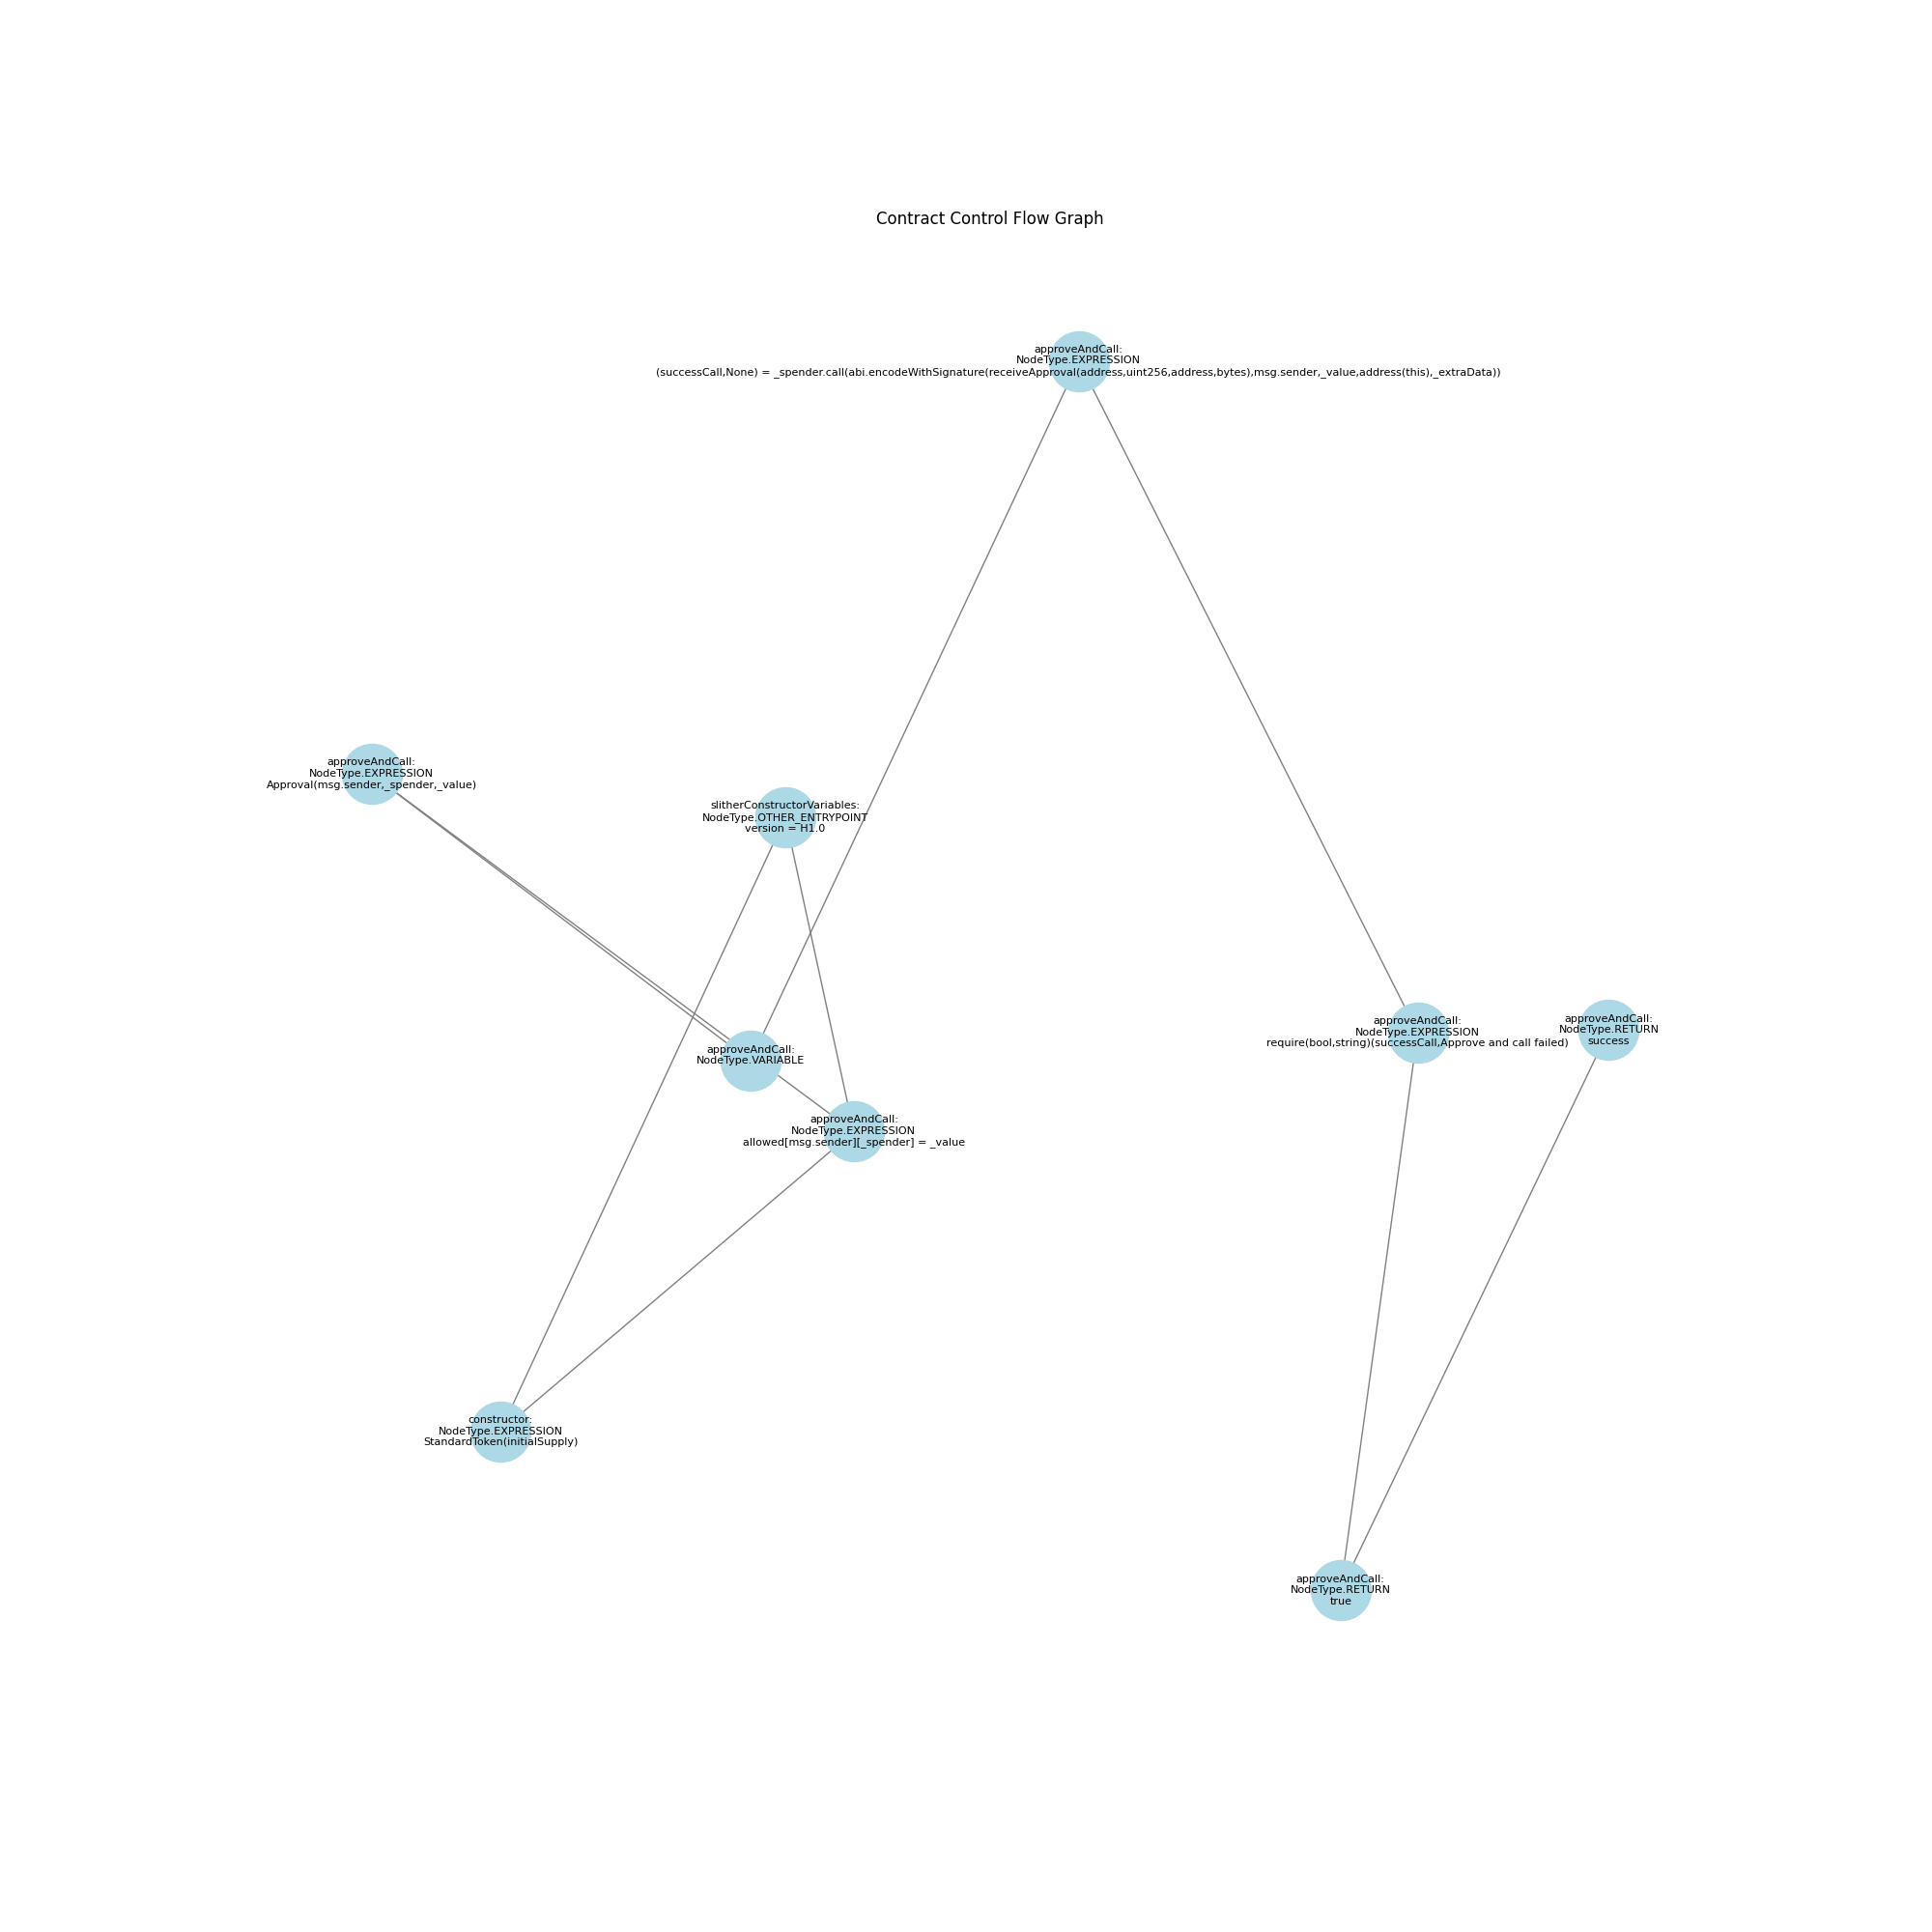 Contract Control Flow Graph
approveAndCall:
NodeType.EXPRESSION
(successCall,None) = _spender.call(abi.encodeWithSignature(receiveApproval(address,uint256,address,bytes),msg.sender,_value,address(this),_extraData))
approveAndCall:
NodeType.EXPRESSION
Approval(msg.sender,_spender,_value)
slitherConstructorVariables:
NodeType.OTHER_ENTRYPOINT
version = H1.0
approveAndCall:
NodeType.VARIABLE
approveAndCall:
NodeType.EXPRESSION
require(bool,string)(successCall,Approve and call failed)
approveAndCall:
NodeType.RETURN
success
approveAndCall:
NodeType.EXPRESSION
allowed[msg.sender][_spender] = _value
constructor:
NodeType.EXPRESSION
StandardToken(initialSupply)
approveAndCall:
NodeType.RETURN
true